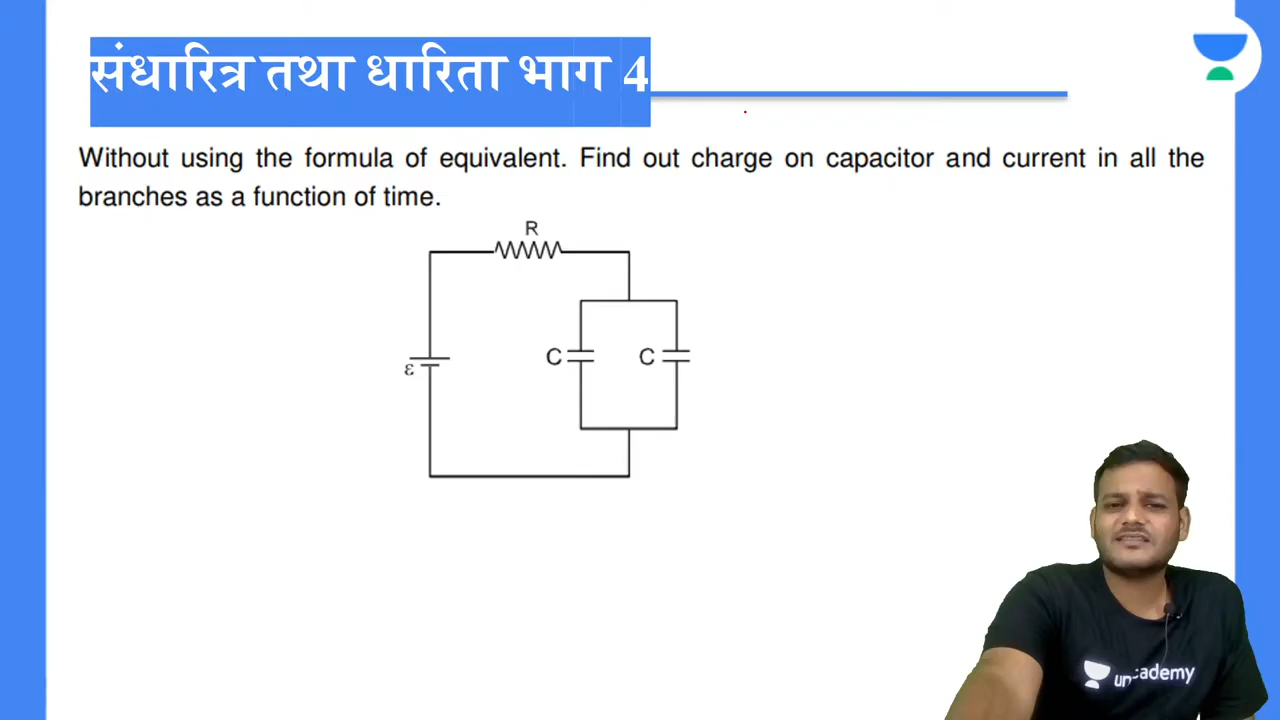 संधारित्र तथा धारिता भाग 4
Without using the formula of equivalent. Find out charge on capacitor and current in all the
branches as a function of time.
R
C
C
ε
unacademy